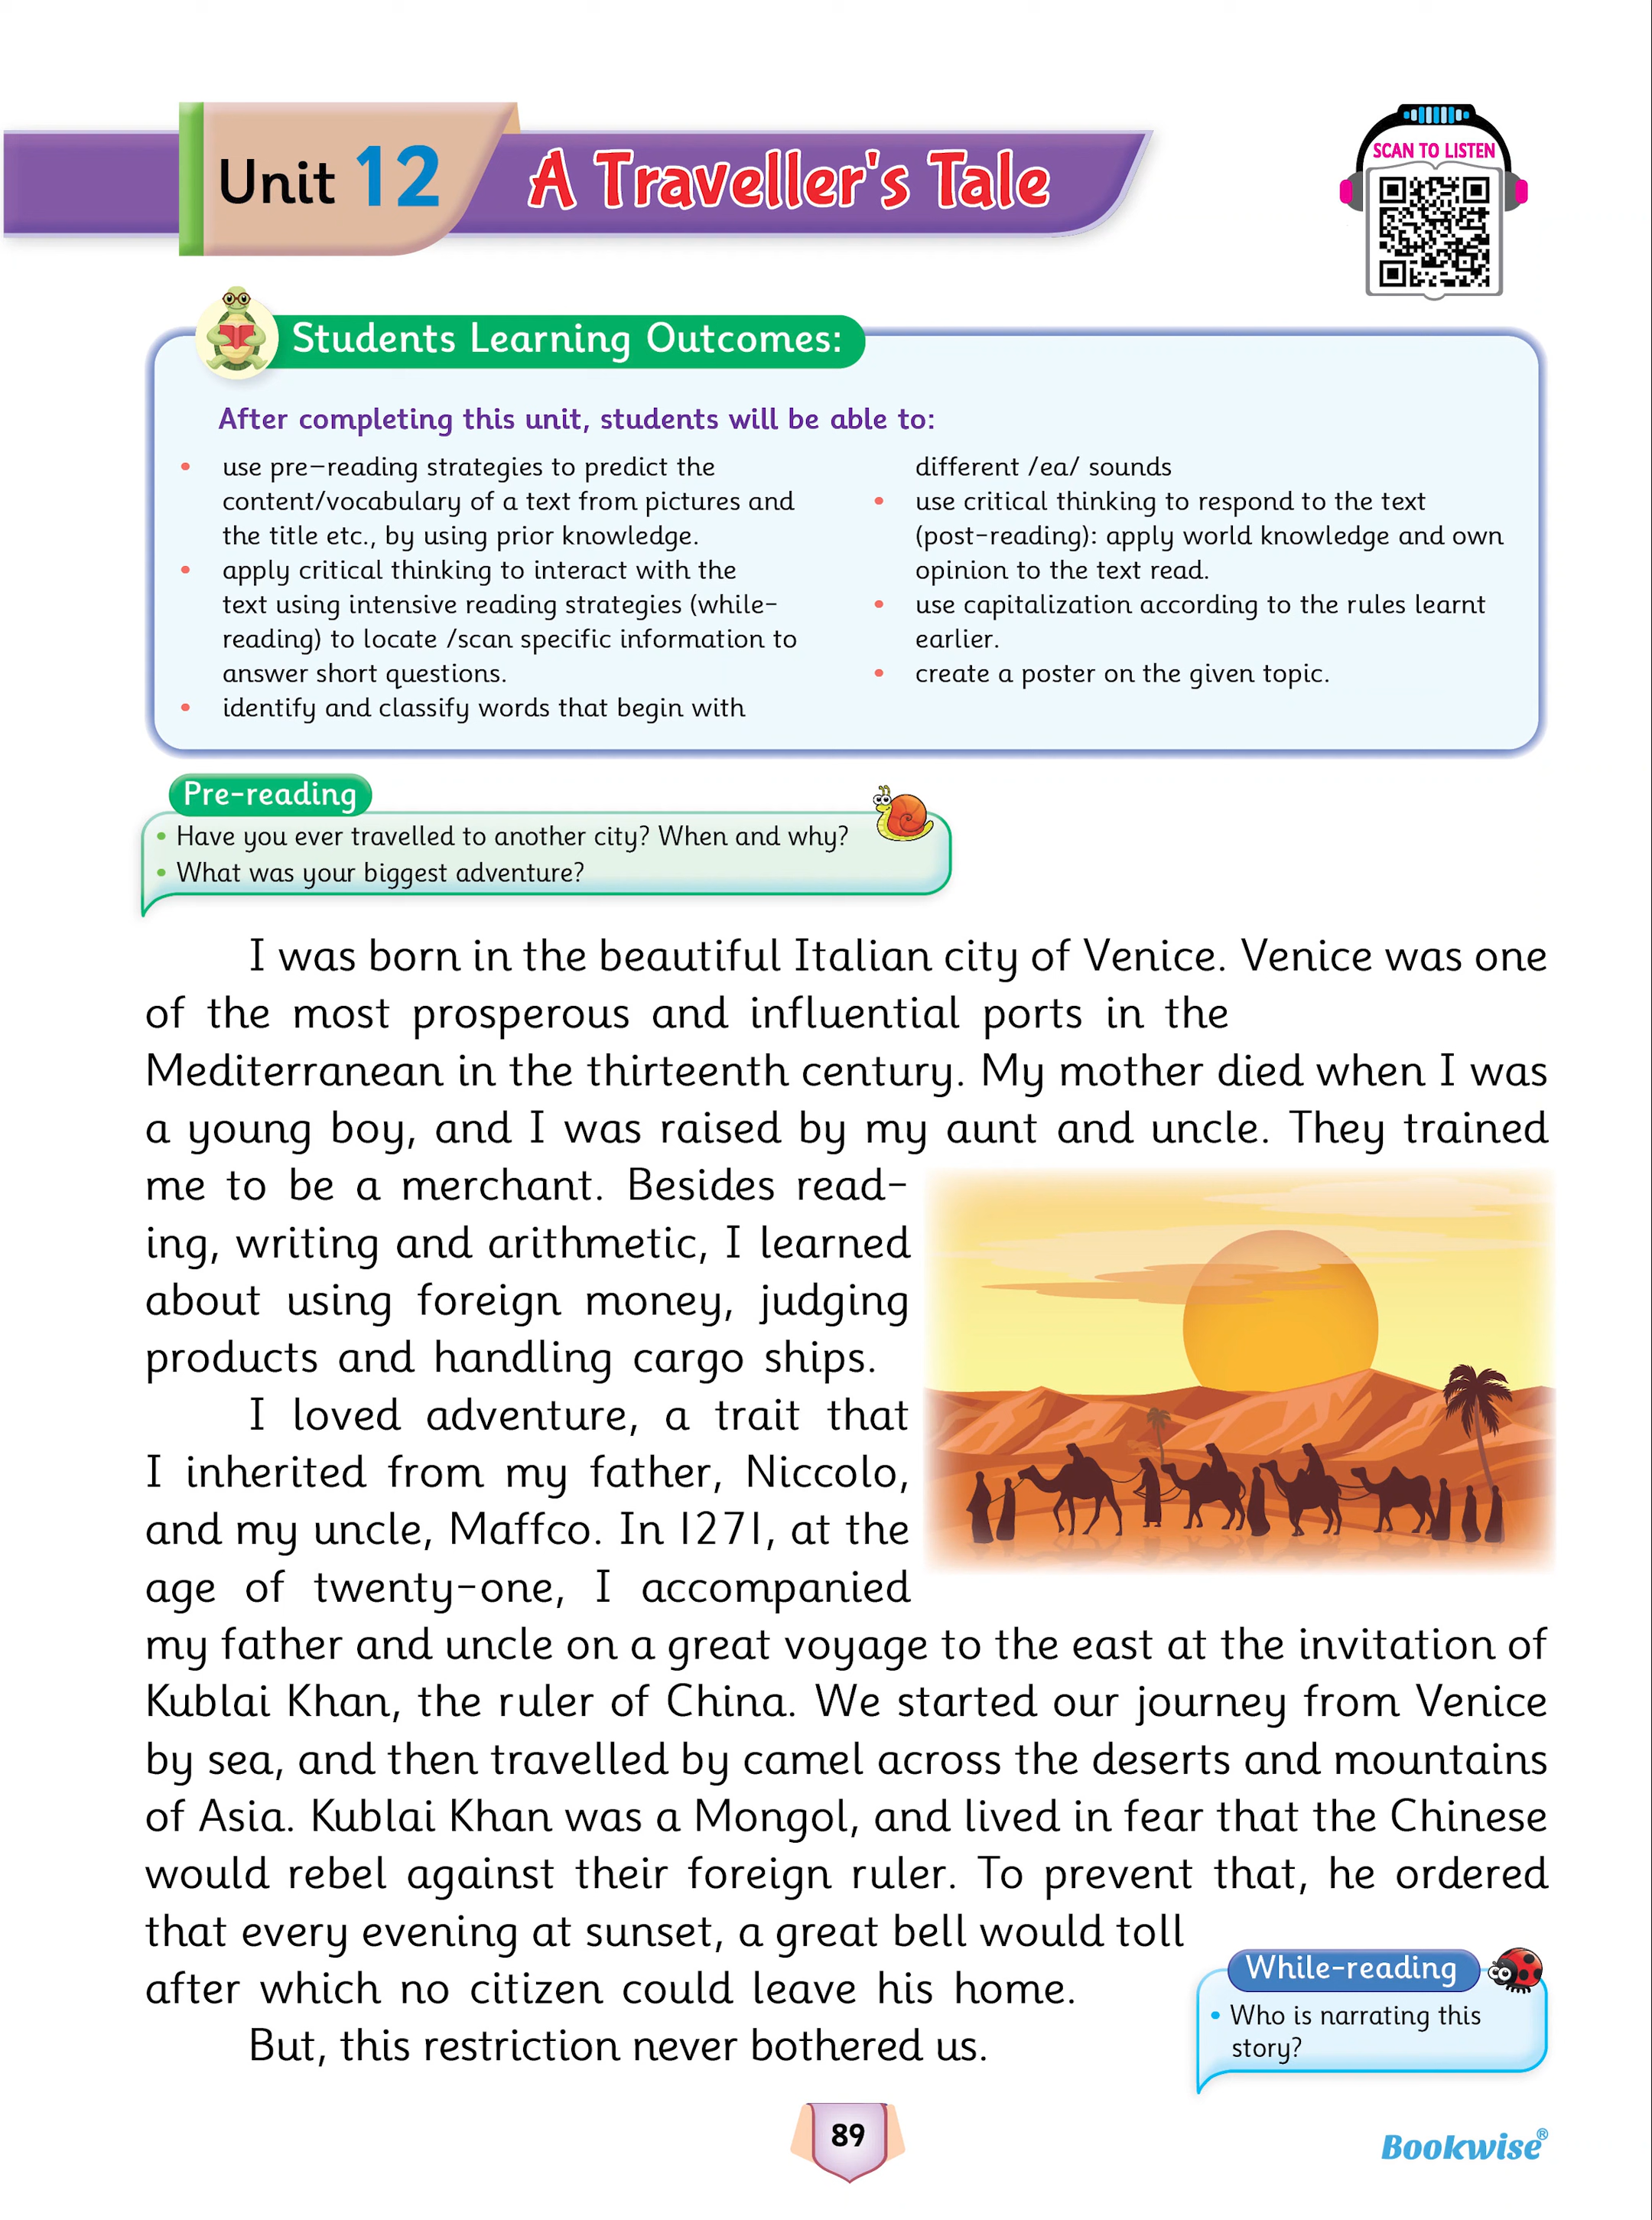 Unit 12
A Traveller's Tale
SCAN TO LISTEN
Students Learning Outcomes:
After completing this unit, students will be able to:
• use pre-reading strategies to predict the
content/vocabulary of a text from pictures and
the title etc., by using prior knowledge.
• apply critical thinking to interact with the
text using intensive reading strategies (while-
reading) to locate /scan specific information to
answer short questions.
• identify and classify words that begin with
different /ea/ sounds
• use critical thinking to respond to the text
(post-reading): apply world knowledge and own
opinion to the text read.
• use capitalization according to the rules learnt
earlier.
• create a poster on the given topic.
Pre-reading
• Have you ever travelled to another city? When and why?
• What was your biggest adventure?
I was born in the beautiful Italian city of Venice. Venice was one
of the most prosperous and influential ports in the
Mediterranean in the thirteenth century. My mother died when I was
a young boy, and I was raised by my aunt and uncle. They trained
me to be a merchant. Besides read-
ing, writing and arithmetic, I learned
about using foreign money, judging
products and handling cargo ships.
I loved adventure, a trait that
I inherited from my father, Niccolo,
and my uncle, Maffco. In 1271, at the
age of twenty-one, I accompanied
my father and uncle on a great voyage to the east at the invitation of
Kublai Khan, the ruler of China. We started our journey from Venice
by sea, and then travelled by camel across the deserts and mountains
of Asia. Kublai Khan was a Mongol, and lived in fear that the Chinese
would rebel against their foreign ruler. To prevent that, he ordered
that every evening at sunset, a great bell would toll
after which no citizen could leave his home.
But, this restriction never bothered us.
While-reading
• Who is narrating this
story?
89
Bookwise®